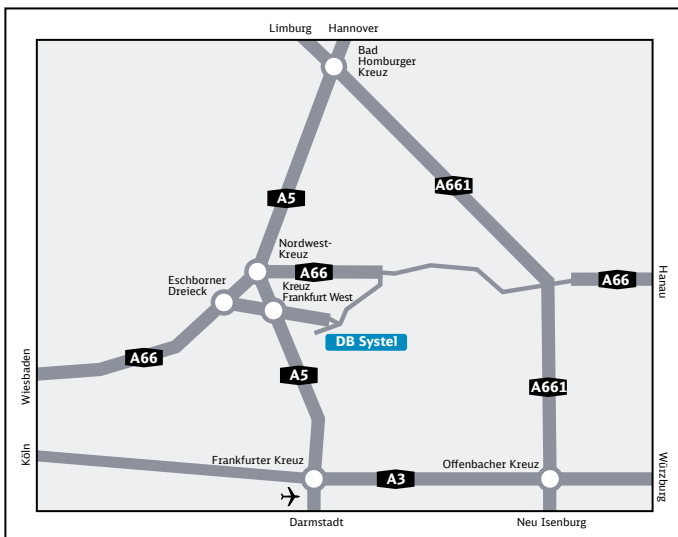 Limburg
Hannover
Bad
Homburger
Kreuz
A661
A5
Nordwest-
Kreuz
A66
Kreuz
Frankfurt West
Eschborner
Dreieck
A66
Hanau
DB Systel
A66
A5
A661
Wiesbaden
Köln
Frankfurter Kreuz
A3
Offenbacher Kreuz
Würzburg
Darmstadt
Neu Isenburg